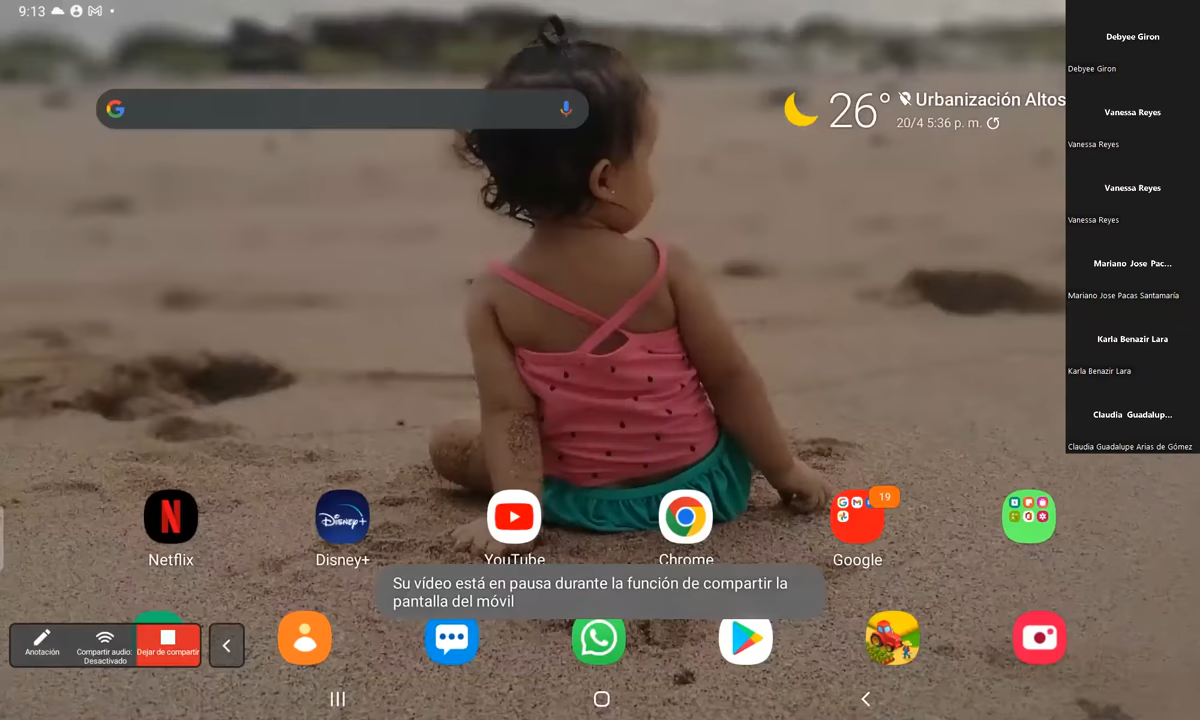 9:13
Urbanización Altos
26°
20/4 5:36 p. m.
Debyee Giron
Debyee Giron
Vanessa Reyes
Vanessa Reyes
Vanessa Reyes
Vanessa Reyes
Mariano Jose Pac...
Mariano Jose Pacas Santamaría
Karla Benazir Lara
Karla Benazir Lara
Claudia Guadalup...
Claudia Guadalupe Arias de Gómez
N
Disney+
19
Netflix
Disney+
YouTube
Chrome
Google
Su vídeo está en pausa durante la función de compartir la
pantalla del móvil
Anotación
Compartir audio:
Desactivado
Dejar de compartir